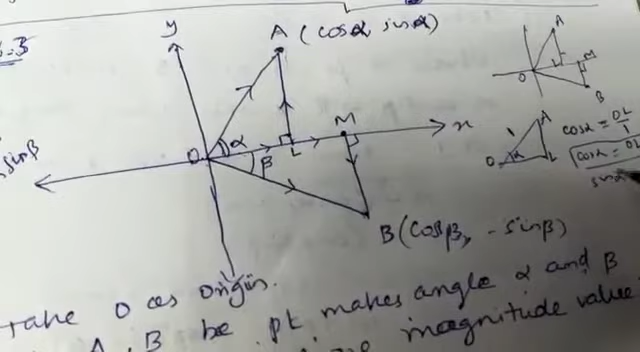 y
A (cosα, sinα)
sinβ
O
α
β
L
M
x
B (cosβ, -sinβ)
A
O
L
M
B
A
O
α
L
cosα = OL/1
cosα = OL
sinα
Take O as origin.
A, B be pt makes angle α and β
magnitude value